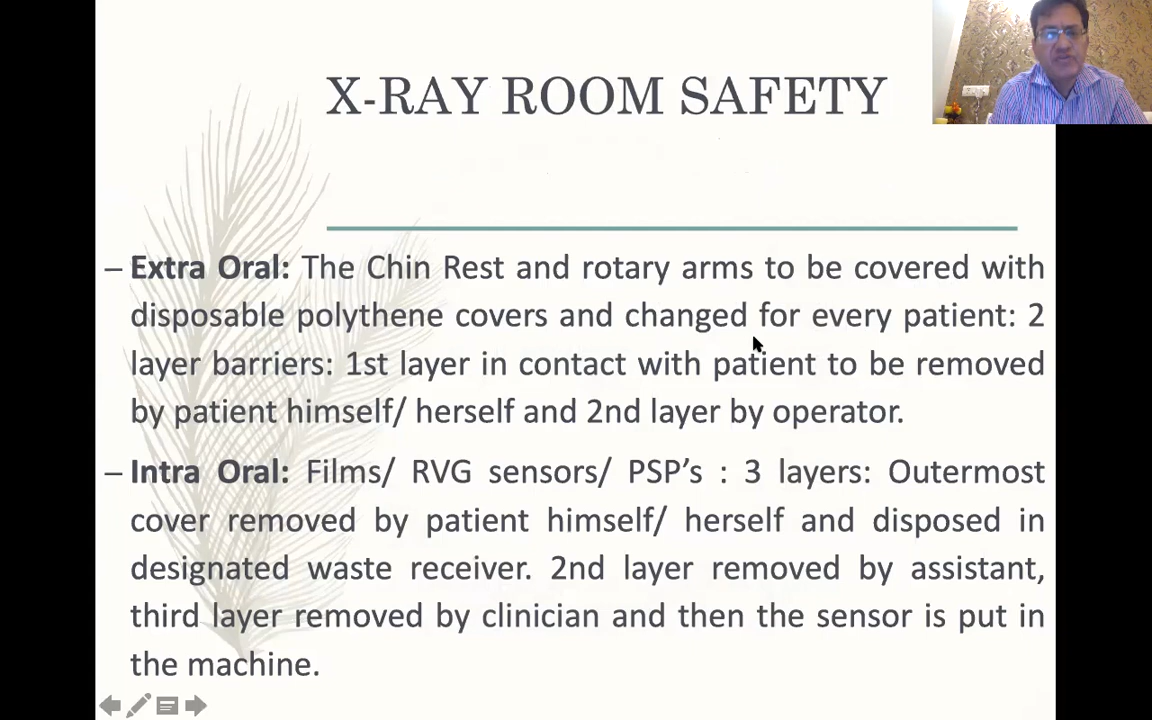 X-RAY ROOM SAFETY
– Extra Oral: The Chin Rest and rotary arms to be covered with
disposable polythene covers and changed for every patient: 2
layer barriers: 1st layer in contact with patient to be removed
by patient himself/ herself and 2nd layer by operator.
– Intra Oral: Films/ RVG sensors/ PSP’s : 3 layers: Outermost
cover removed by patient himself/ herself and disposed in
designated waste receiver. 2nd layer removed by assistant,
third layer removed by clinician and then the sensor is put in
the machine.